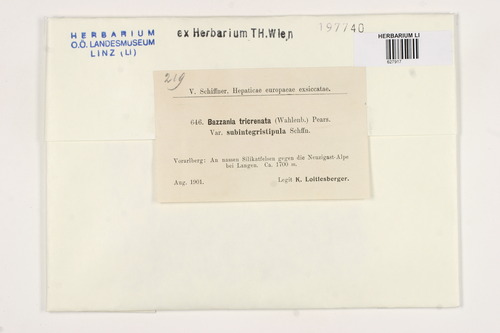 HERBARIUM
O.Ö. LANDESMUSEUM
LINZ (LI)
ex Herbarium TH.Wien
197740
HERBARIUM LI
627917
219
V. Schiffner. Hepaticae europaeae exsiccatae.
646. Bazzania tricrenata (Wahlenb.) Pears.
Var. subintegristipula Schffn.
Vorarlberg: An nassen Silikatfelsen gegen die Nenzigast-Alpe
bei Langen. Ca. 1700 m.
Aug. 1901.
Legit K. Loitlesberger.